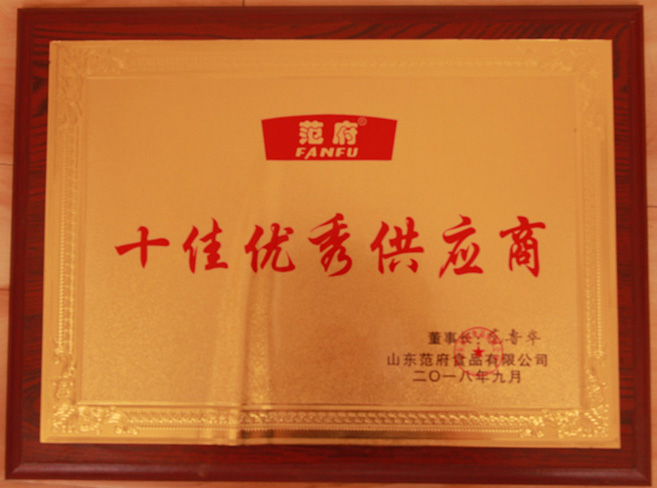 范府®
FANFU
十佳优秀供应商
董事长:
山东范府食品有限公司
二〇一八年九月